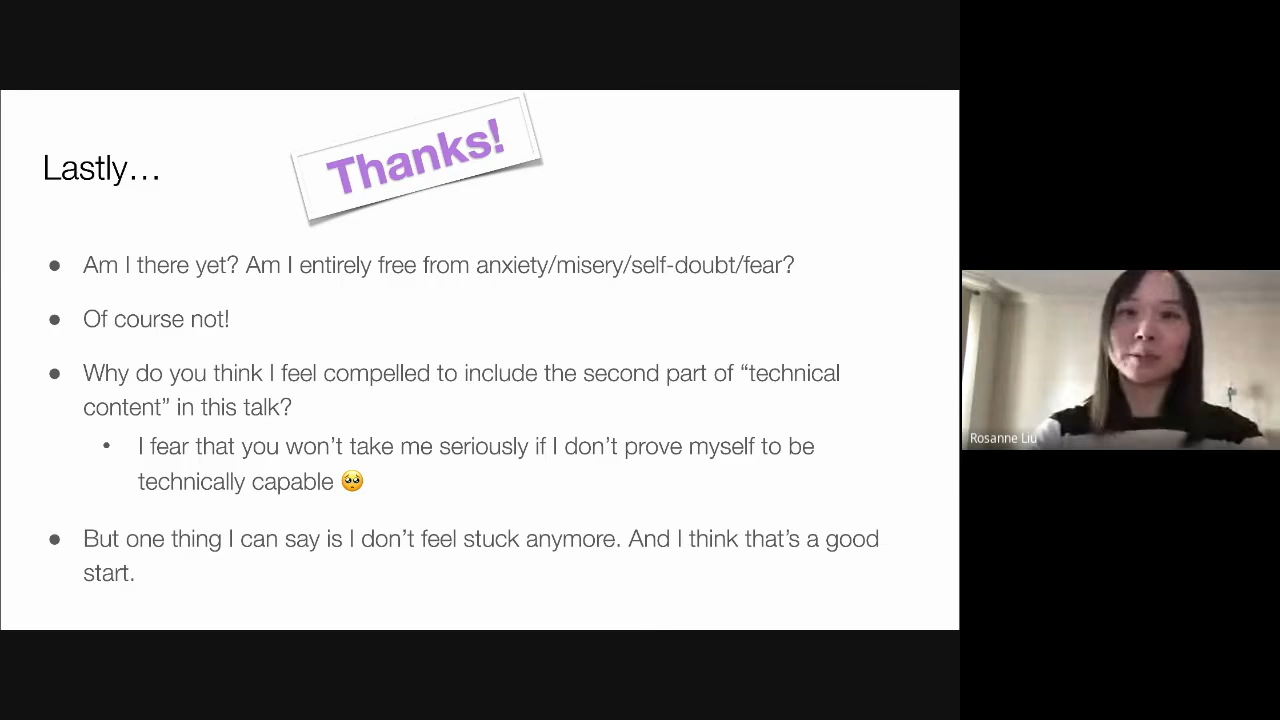 Thanks!
Lastly…
● Am I there yet? Am I entirely free from anxiety/misery/self-doubt/fear?
● Of course not!
● Why do you think I feel compelled to include the second part of “technical
content” in this talk?
• I fear that you won’t take me seriously if I don’t prove myself to be
technically capable 🥺
● But one thing I can say is I don’t feel stuck anymore. And I think that’s a good
start.
Rosanne Liu